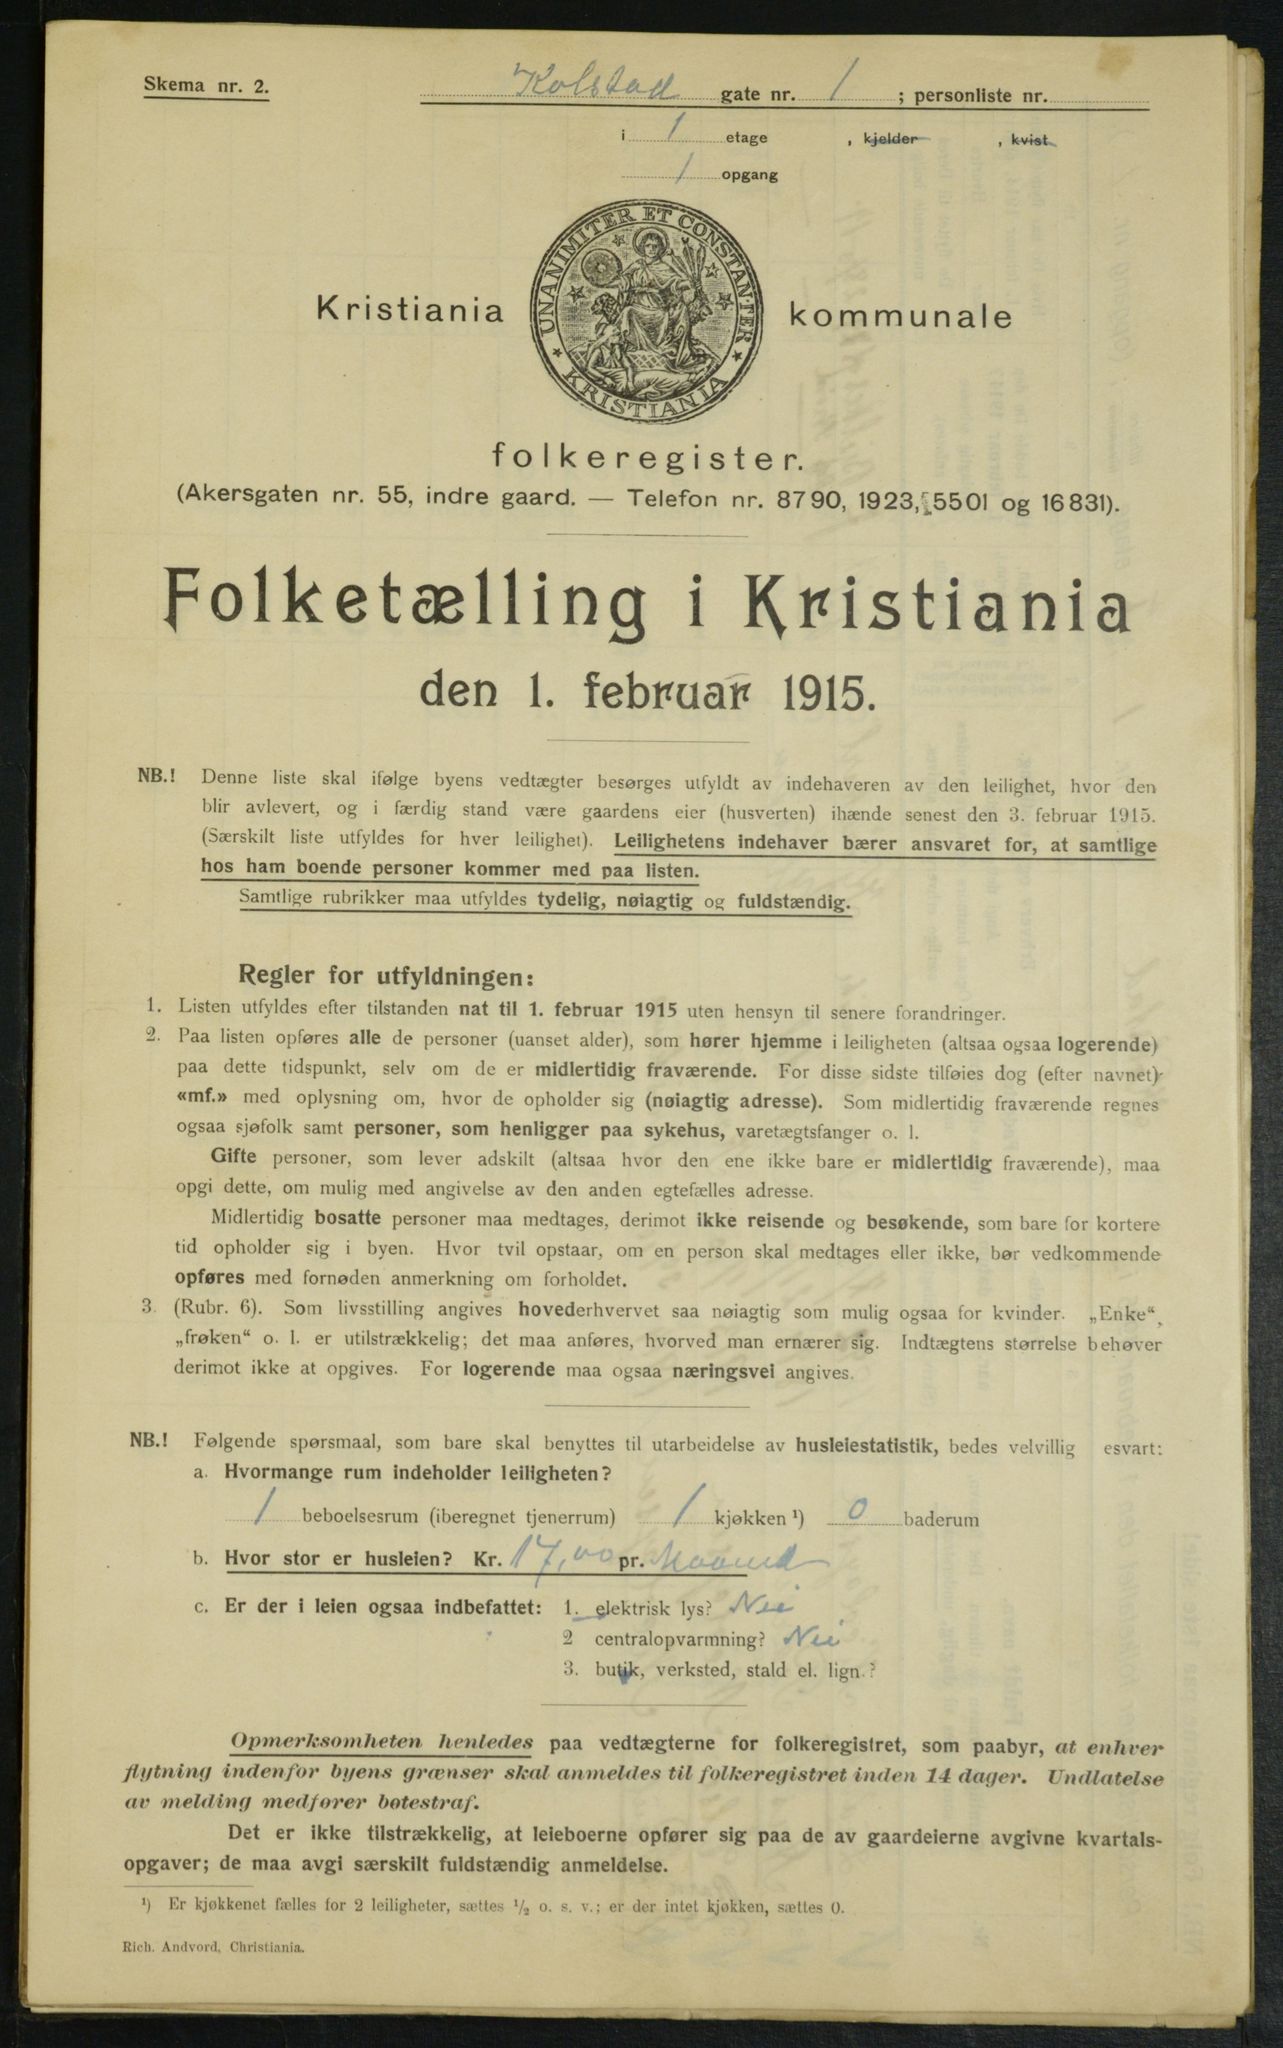 Skema nr. 2.
Kolstad gate nr. 1 ; personliste nr.
i 1 etage , kjelder , kvist
1 opgang
UNANIMITER ET CONSTANTER
KRISTIANIA
Kristiania kommunale
folkeregister.
(Akersgaten nr. 55, indre gaard. — Telefon nr. 8790, 1923, 5501 og 16831).
Folketælling i Kristiania
den 1. februar 1915.
NB.! Denne liste skal ifølge byens vedtægter besørges utfyldt av indehaveren av den leilighet, hvor den
blir avlevert, og i færdig stand være gaardens eier (husverten) ihænde senest den 3. februar 1915.
(Særskilt liste utfyldes for hver leilighet). Leilighetens indehaver bærer ansvaret for, at samtlige
hos ham boende personer kommer med paa listen.
Samtlige rubrikker maa utfyldes tydelig, nøiagtig og fuldstændig.
Regler for utfyldningen:
1. Listen utfyldes efter tilstanden nat til 1. februar 1915 uten hensyn til senere forandringer.
2. Paa listen opføres alle de personer (uanset alder), som hører hjemme i leiligheten (altsaa ogsaa logerende)
paa dette tidspunkt, selv om de er midlertidig fraværende. For disse sidste tilføies dog (efter navnet)
«mf.» med oplysning om, hvor de opholder sig (nøiagtig adresse). Som midlertidig fraværende regnes
ogsaa sjøfolk samt personer, som henligger paa sykehus, varetægtsfanger o. l.
Gifte personer, som lever adskilt (altsaa hvor den ene ikke bare er midlertidig fraværende), maa
opgi dette, om mulig med angivelse av den anden egtefælles adresse.
Midlertidig bosatte personer maa medtages, derimot ikke reisende og besøkende, som bare for kortere
tid opholder sig i byen. Hvor tvil opstaar, om en person skal medtages eller ikke, bør vedkommende
opføres med fornøden anmerkning om forholdet.
3. (Rubr. 6). Som livsstilling angives hovederhvervet saa nøiagtig som mulig ogsaa for kvinder. „Enke“,
„frøken“ o. l. er utilstrækkelig; det maa anføres, hvorved man ernærer sig. Indtægtens størrelse behøver
derimot ikke at opgives. For logerende maa ogsaa næringsvei angives.
NB.! Følgende spørsmaal, som bare skal benyttes til utarbeidelse av husleiestatistik, bedes velvillig esvart:
a. Hvormange rum indeholder leiligheten?
1 beboelsesrum (iberegnet tjenerrum) 1 kjøkken ¹) 0 baderum
b. Hvor stor er husleien? Kr. 17,00 pr. Maaned
c. Er der i leien ogsaa indbefattet: 1. elektrisk lys? Nei
2 centralopvarmning? Nei
3. butik, verksted, stald el. lign.?
Opmerksomheten henledes paa vedtægterne for folkeregistret, som paabyr, at enhver
flytning indenfor byens grænser skal anmeldes til folkeregistret inden 14 dager. Undlatelse
av melding medfører bøtestraf.
Det er ikke tilstrækkelig, at leieboerne opfører sig paa de av gaardeierne avgivne kvartals-
opgaver; de maa avgi særskilt fuldstændig anmeldelse.
¹) Er kjøkkenet fælles for 2 leiligheter, sættes ½ o. s. v.; er der intet kjøkken, sættes 0.
Rich. Andvord, Christiania.